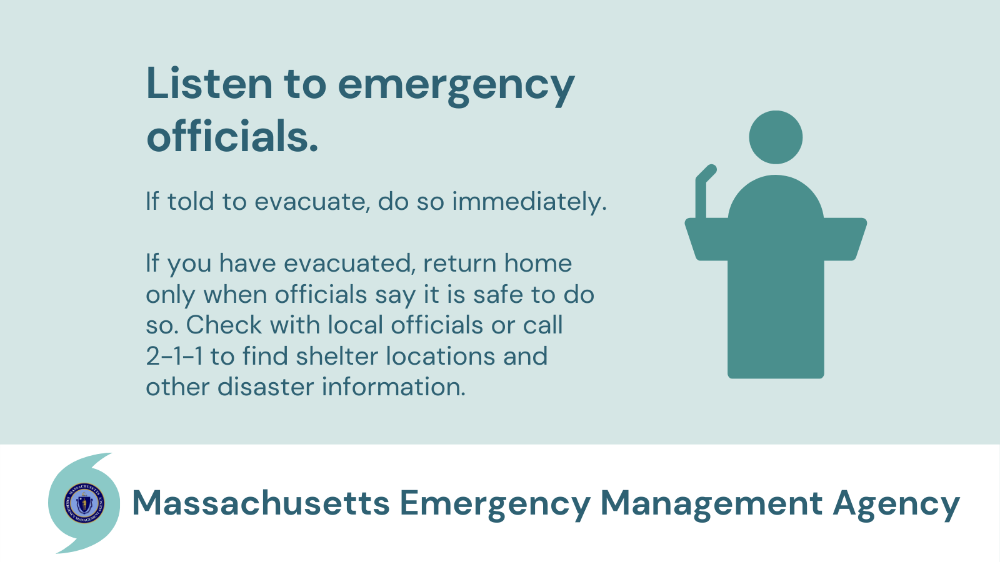 Listen to emergency
officials.
If told to evacuate, do so immediately.
If you have evacuated, return home
only when officials say it is safe to do
so. Check with local officials or call
2-1-1 to find shelter locations and
other disaster information.
MASSACHUSETTS
EMERGENCY MANAGEMENT AGENCY
Massachusetts Emergency Management Agency